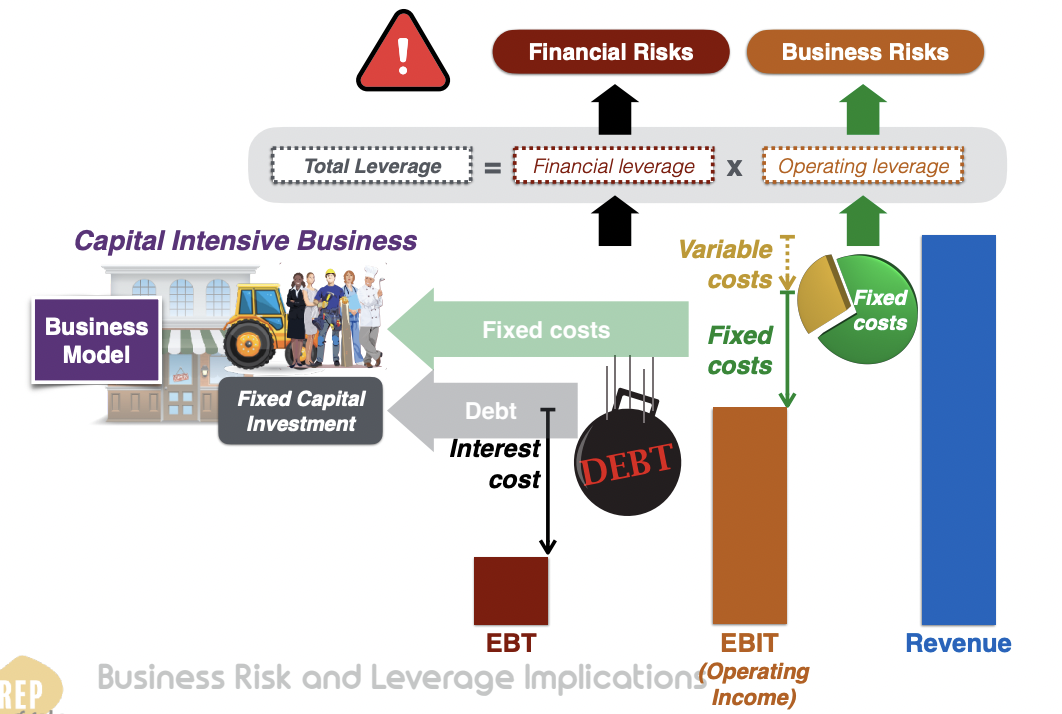 !
Financial Risks
Business Risks
Total Leverage
=
Financial leverage
x
Operating leverage
Capital Intensive Business
Variable
costs
Fixed
costs
Fixed
costs
Business
Model
Fixed costs
Fixed Capital
Investment
Debt
Interest
cost
DEBT
EBT
EBIT
(Operating
Income)
Revenue
Business Risk and Leverage Implications
REP